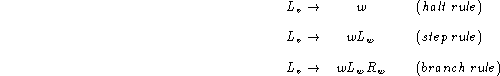 L_v → w (halt rule)
L_v → wL_w (step rule)
L_v → wL_wR_w (branch rule)